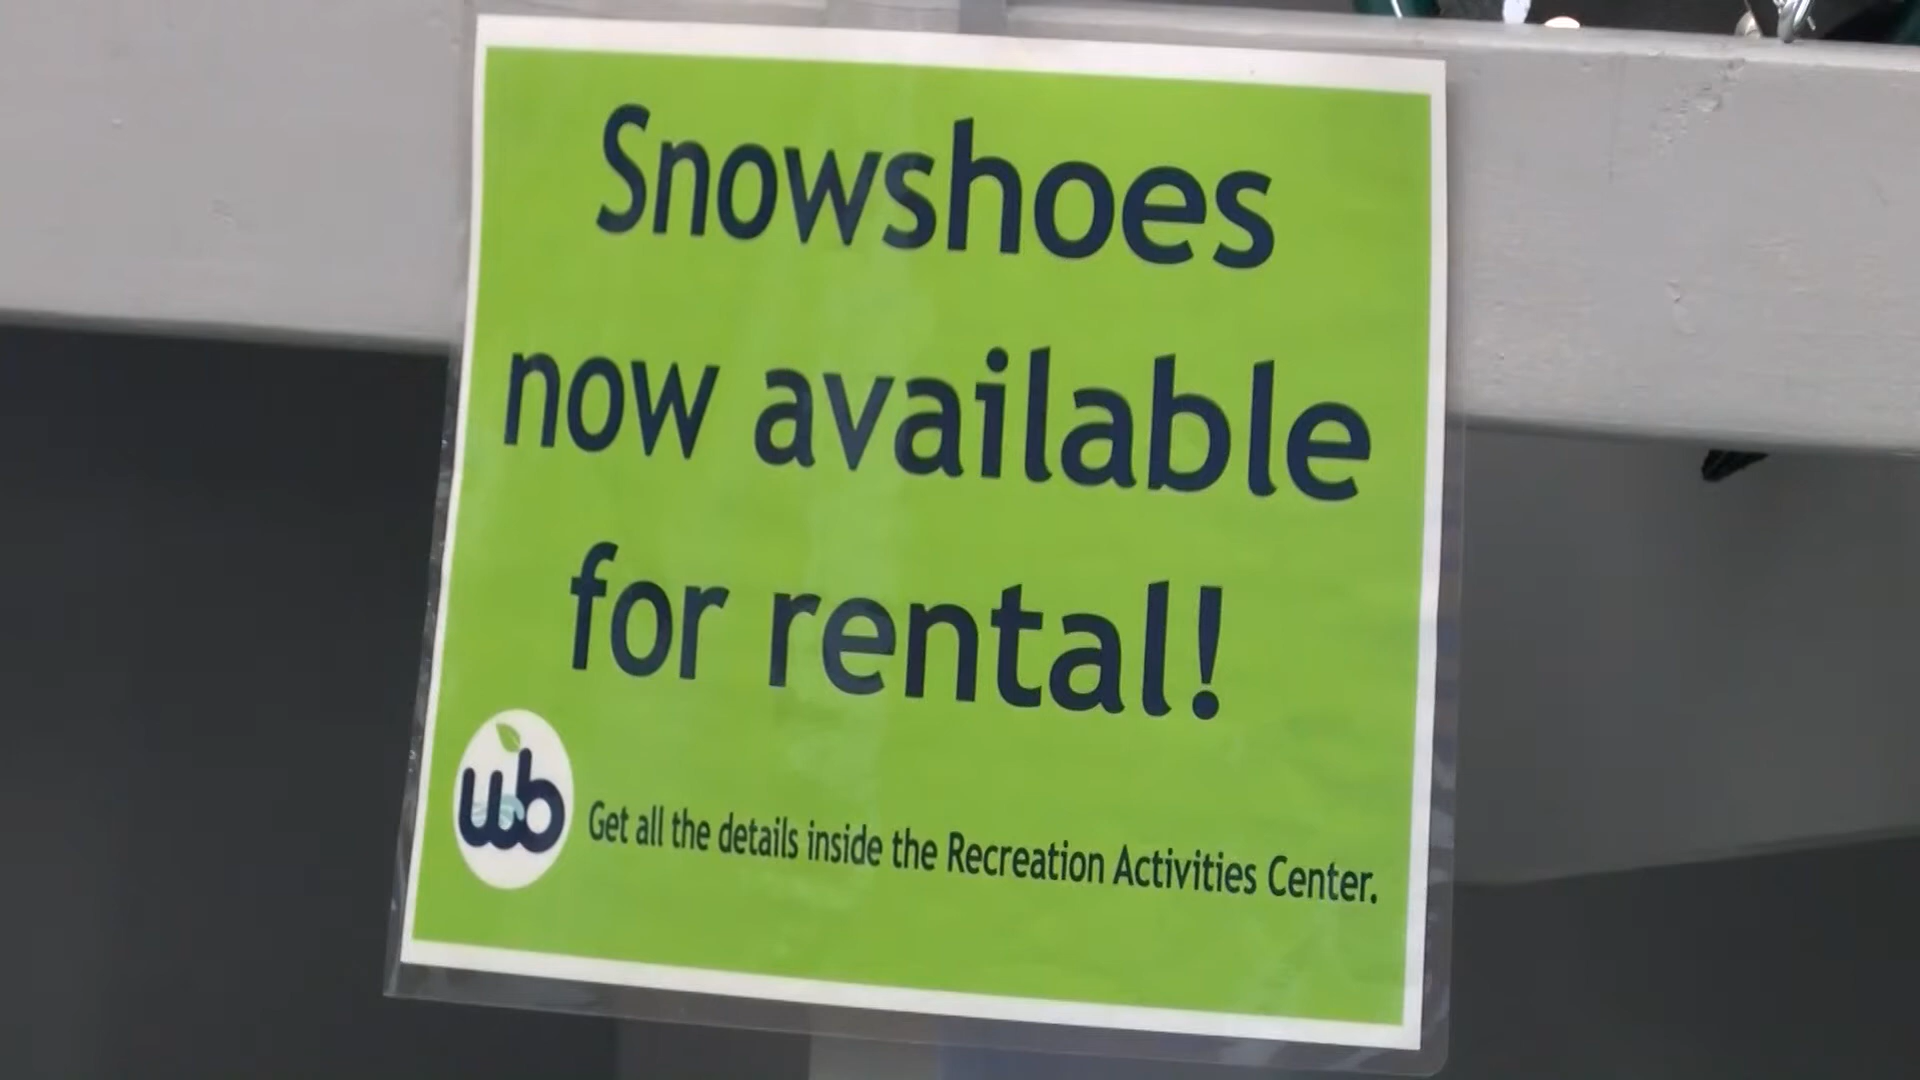 Snowshoes
now available
for rental!
wb
Get all the details inside the Recreation Activities Center.